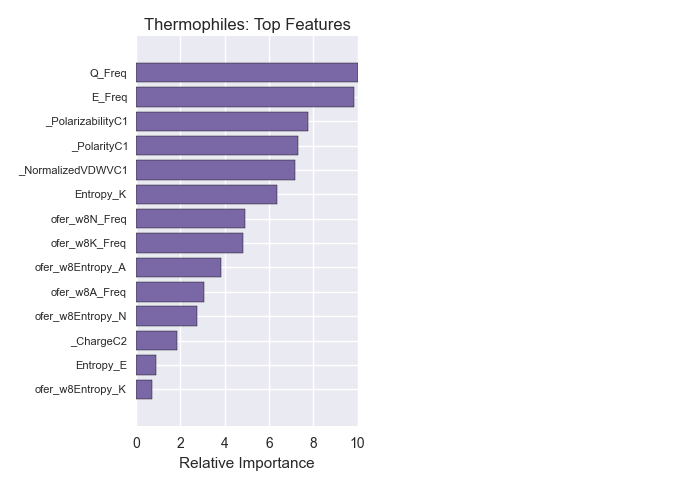 Thermophiles: Top Features
Q_Freq
E_Freq
_PolarizabilityC1
_PolarityC1
_NormalizedVDWVC1
Entropy_K
ofer_w8N_Freq
ofer_w8K_Freq
ofer_w8Entropy_A
ofer_w8A_Freq
ofer_w8Entropy_N
_ChargeC2
Entropy_E
ofer_w8Entropy_K
0 2 4 6 8 10
Relative Importance